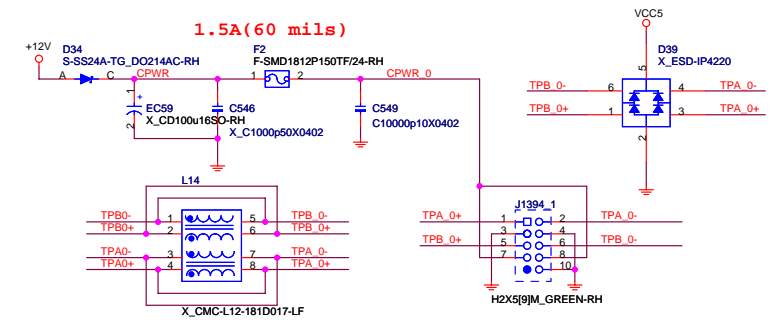 1.5A(60 mils)
VCC5
+12V
D34
S-SS24A-TG_DO214AC-RH
F2
F-SMD1812P150TF/24-RH
D39
X_ESD-IP4220
A
C
CPWR
1
2
CPWR_0
5
TPB_0-
6
4
TPA_0-
TPB_0+
1
3
TPA_0+
2
1
+
2
EC59
X_CD100u16SO-RH
C546
X_C1000p50X0402
C549
C10000p10X0402
L14
TPB0-
1
5
TPB_0-
TPB0+
2
6
TPB_0+
TPA0-
3
7
TPA_0-
TPA0+
4
8
TPA_0+
X_CMC-L12-181D017-LF
J1394_1
TPA_0+
1
2
TPA_0-
3
4
TPB_0+
5
6
TPB_0-
7
8
10
H2X5[9]M_GREEN-RH